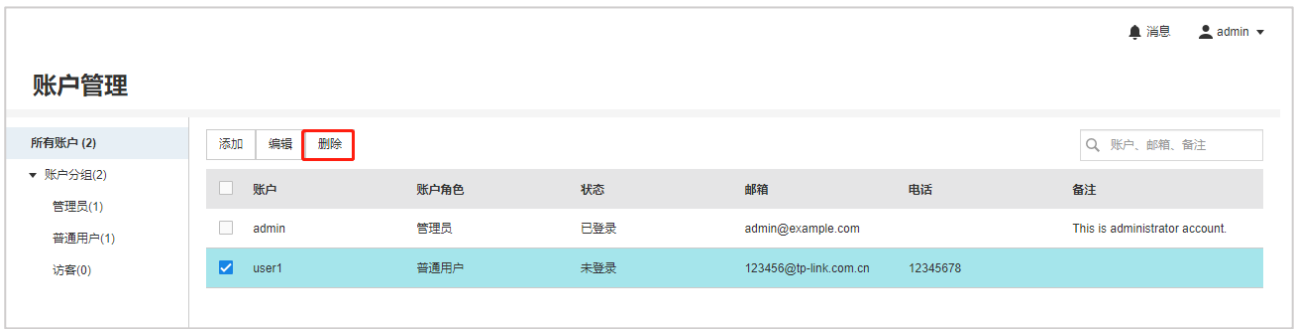 消息 admin
账户管理
所有账户 (2)
账户分组(2)
管理员(1)
普通用户(1)
访客(0)
添加 编辑 删除
账户、邮箱、备注
账户 账户角色 状态 邮箱 电话 备注
admin 管理员 已登录 admin@example.com This is administrator account.
user1 普通用户 未登录 123456@tp-link.com.cn 12345678